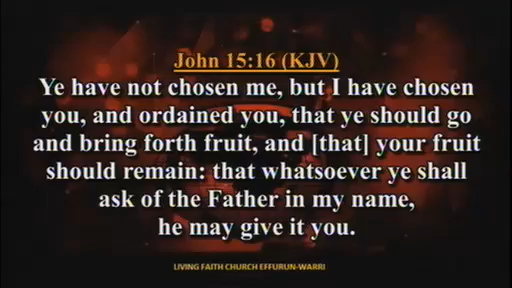 John 15:16 (KJV)
Ye have not chosen me, but I have chosen
you, and ordained you, that ye should go
and bring forth fruit, and [that] your fruit
should remain: that whatsoever ye shall
ask of the Father in my name,
he may give it you.
LIVING FAITH CHURCH EFFURUN-WARRI